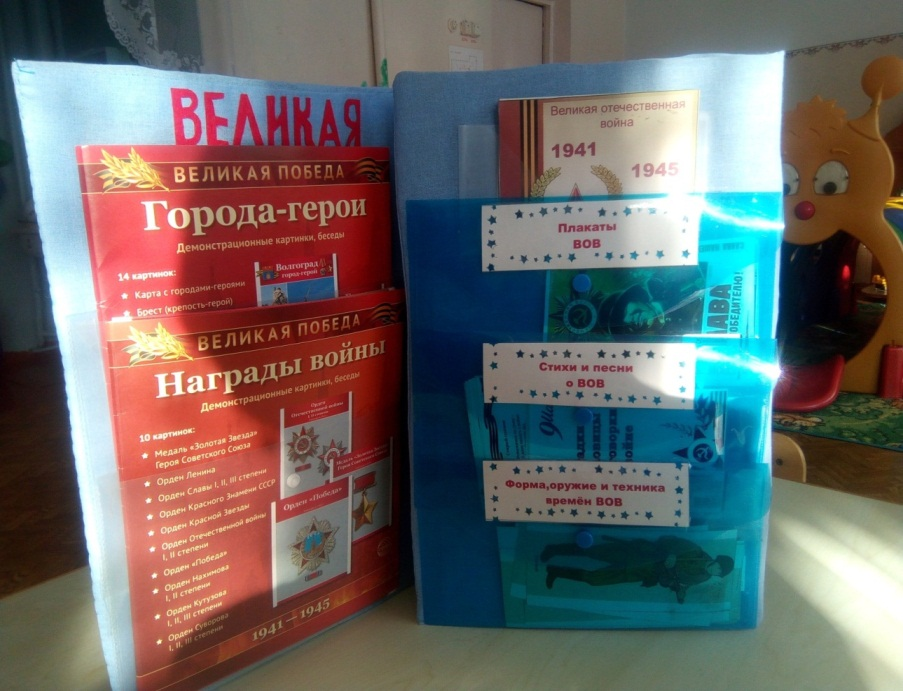 ВЕЛИКАЯ
ВЕЛИКАЯ ПОБЕДА
Города-герои
Демонстрационные картинки, беседы
14 картинок:
Карта с городами-героями
Брест (крепость-герой)
Волгоград
город-герой
ВЕЛИКАЯ ПОБЕДА
Награды войны
Демонстрационные картинки, беседы
10 картинок:
Медаль «Золотая Звезда»
Героя Советского Союза
Орден Ленина
Орден Славы I, II, III степени
Орден Красного Знамени СССР
Орден Красной Звезды
Орден Отечественной войны
I, II степени
Орден «Победа»
Орден Нахимова
I, II степени
Орден Кутузова
I, II, III степени
Орден Суворова
I, II, III степени
Орден
Отечественной войны
Орден «Победа»
1941—1945
Великая отечественная
война
1941
1945
Плакаты
ВОВ
Стихи и песни
о ВОВ
Форма,оружие и техника
времён ВОВ